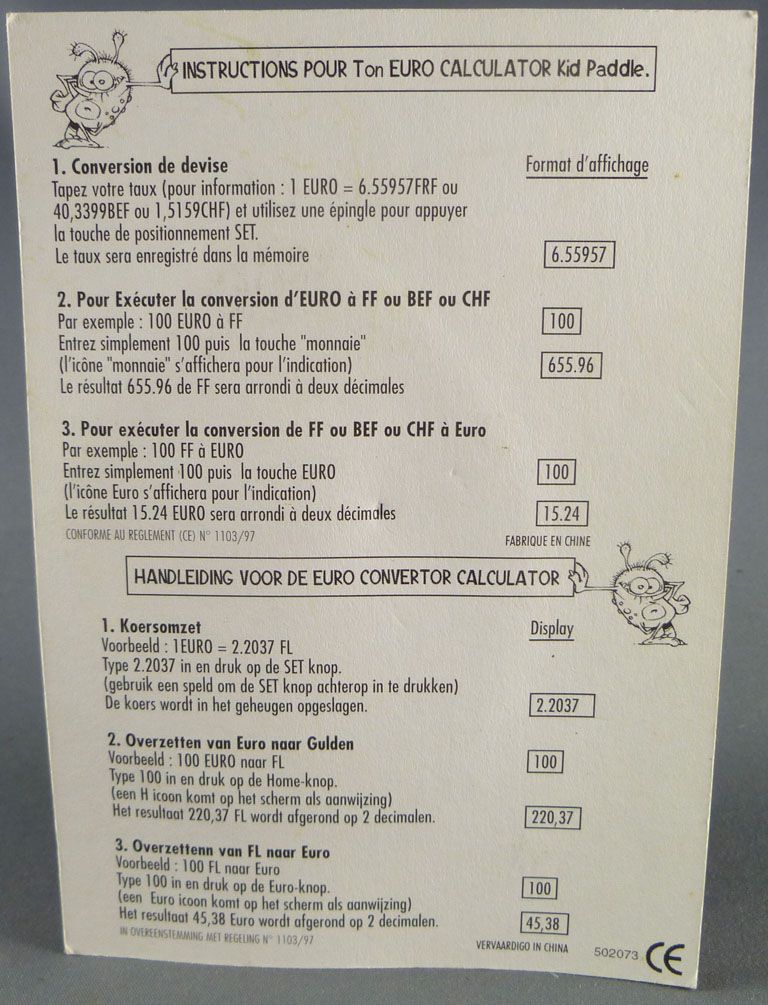 INSTRUCTIONS POUR Ton EURO CALCULATOR Kid Paddle.
1. Conversion de devise
Format d'affichage
Tapez votre taux (pour information : 1 EURO = 6.55957FRF ou
40,3399BEF ou 1,5159CHF) et utilisez une épingle pour appuyer
la touche de positionnement SET.
Le taux sera enregistré dans la mémoire
6.55957
2. Pour Exécuter la conversion d'EURO à FF ou BEF ou CHF
Par exemple : 100 EURO à FF
100
Entrez simplement 100 puis la touche "monnaie"
(l'icône "monnaie" s'affichera pour l'indication)
655.96
Le résultat 655.96 de FF sera arrondi à deux décimales
3. Pour exécuter la conversion de FF ou BEF ou CHF à Euro
Par exemple : 100 FF à EURO
Entrez simplement 100 puis la touche EURO
100
(l'icône Euro s'affichera pour l'indication)
Le résultat 15.24 EURO sera arrondi à deux décimales
15.24
CONFORME AU REGLEMENT (CE) N° 1103/97
FABRIQUE EN CHINE
HANDLEIDING VOOR DE EURO CONVERTOR CALCULATOR
1. Koersomzet
Display
Voorbeeld : 1EURO = 2.2037 FL
Type 2.2037 in en druk op de SET knop.
(gebruik een speld om de SET knop achterop in te drukken)
De koers wordt in het geheugen opgeslagen.
2.2037
2. Overzetten van Euro naar Gulden
Voorbeeld : 100 EURO naar FL
100
Type 100 in en druk op de Home-knop.
(een H icoon komt op het scherm als aanwijzing)
Het resultaat 220,37 FL wordt afgerond op 2 decimalen.
220,37
3. Overzettenn van FL naar Euro
Voorbeeld : 100 FL naar Euro
Type 100 in en druk op de Euro-knop.
100
(een Euro icoon komt op het scherm als aanwijzing)
Het resultaat 45,38 Euro wordt afgerond op 2 decimalen.
45,38
IN OVEREENSTEMMING MET REGELING N° 1103/97
VERVAARDIGD IN CHINA
502073 CE